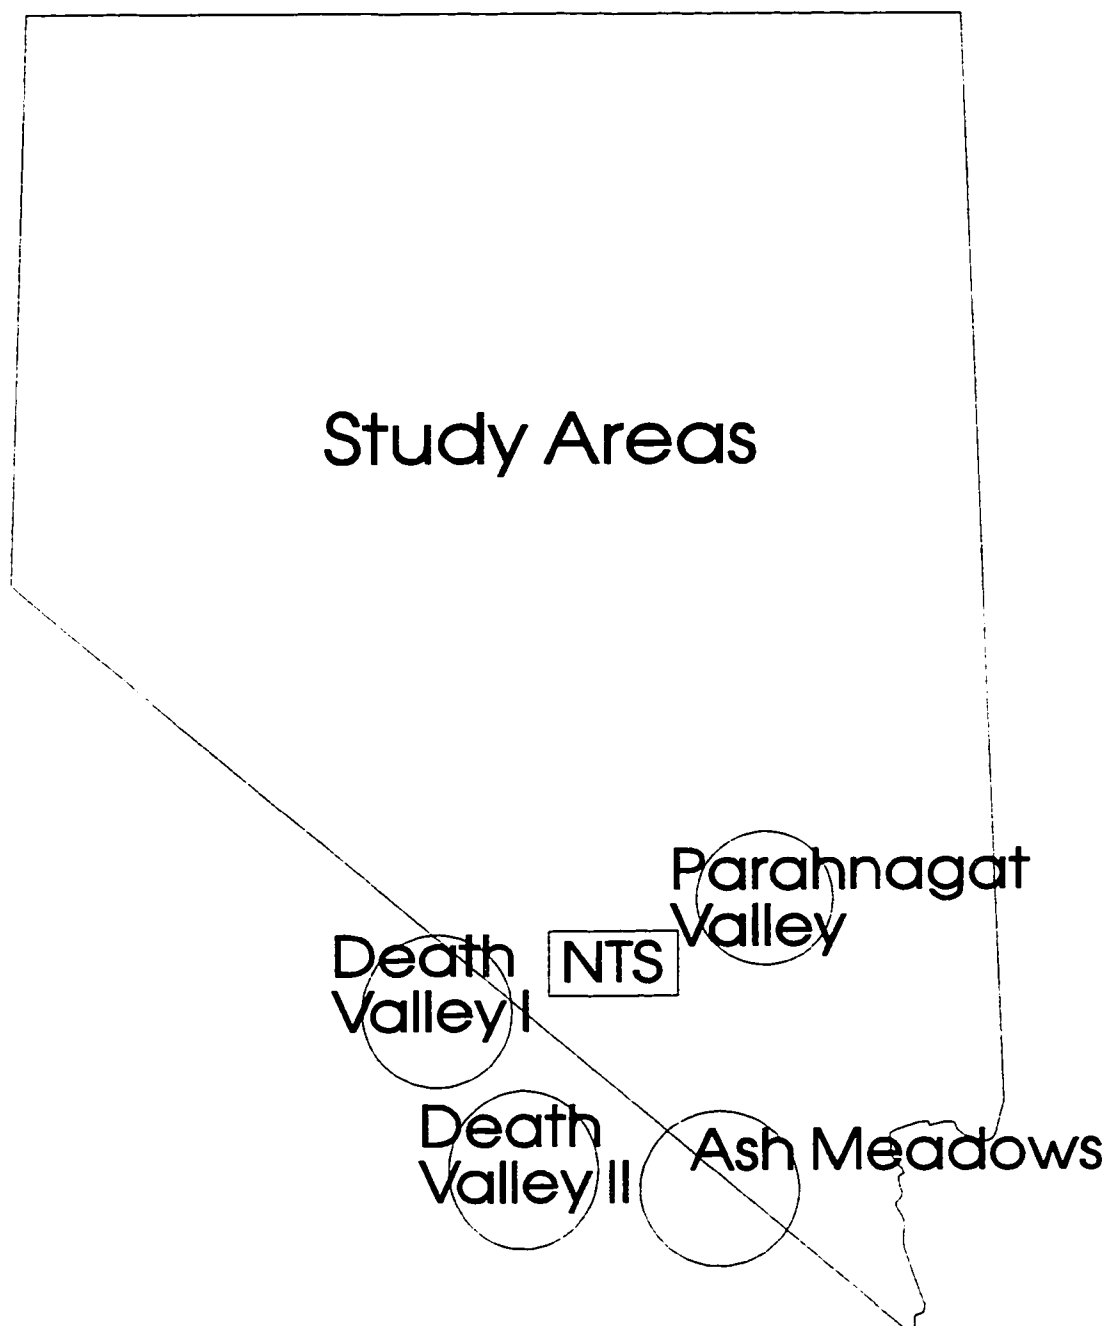 Study Areas
Parahnagat
Valley
NTS
Death
Valley I
Death
Valley II
Ash Meadows